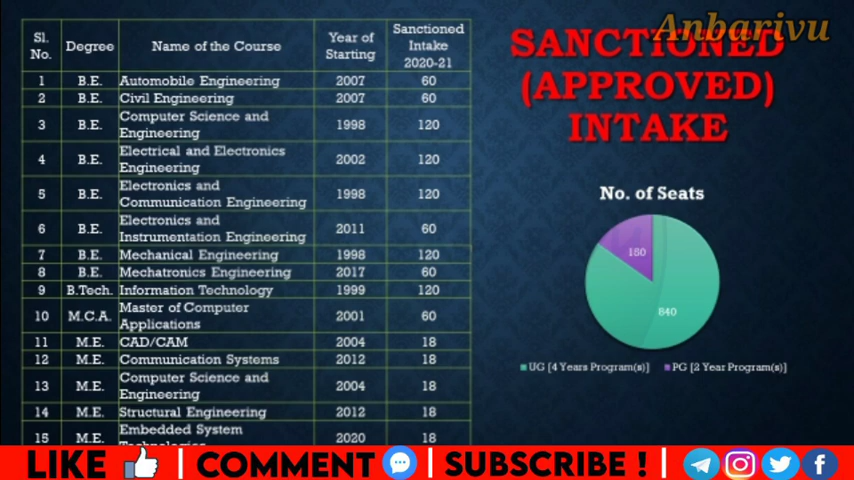 Anbarivu
Sl. No. Degree Name of the Course Year of Starting Sanctioned Intake 2020-21
1 B.E. Automobile Engineering 2007 60
2 B.E. Civil Engineering 2007 60
3 B.E. Computer Science and Engineering 1998 120
4 B.E. Electrical and Electronics Engineering 2002 120
5 B.E. Electronics and Communication Engineering 1998 120
6 B.E. Electronics and Instrumentation Engineering 2011 60
7 B.E. Mechanical Engineering 1998 120
8 B.E. Mechatronics Engineering 2017 60
9 B.Tech. Information Technology 1999 120
10 M.C.A. Master of Computer Applications 2001 60
11 M.E. CAD/CAM 2004 18
12 M.E. Communication Systems 2012 18
13 M.E. Computer Science and Engineering 2004 18
14 M.E. Structural Engineering 2012 18
15 M.E. Embedded System 2020 18
SANCTIONED
(APPROVED)
INTAKE
No. of Seats
150
840
UG [4 Years Program(s)] PG [2 Year Program(s)]
LIKE | COMMENT | SUBSCRIBE ! |